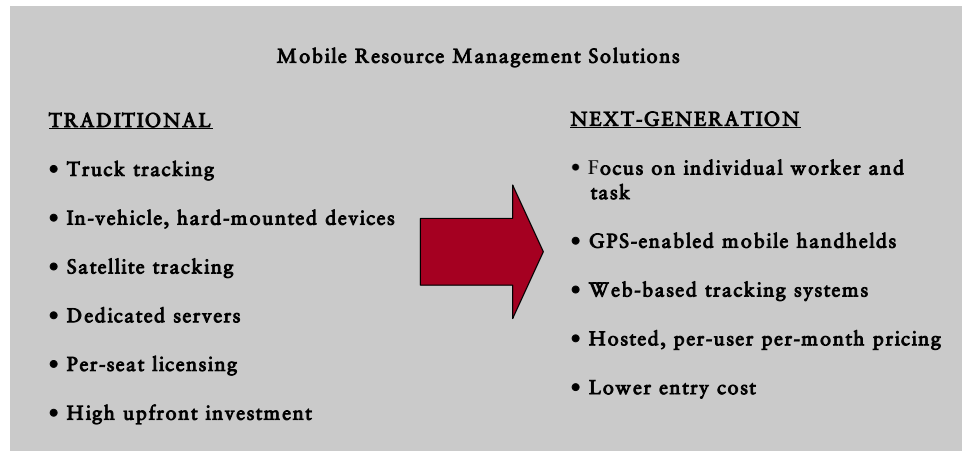 Mobile Resource Management Solutions
TRADITIONAL
• Truck tracking
• In-vehicle, hard-mounted devices
• Satellite tracking
• Dedicated servers
• Per-seat licensing
• High upfront investment
NEXT-GENERATION
• Focus on individual worker and
task
• GPS-enabled mobile handhelds
• Web-based tracking systems
• Hosted, per-user per-month pricing
• Lower entry cost